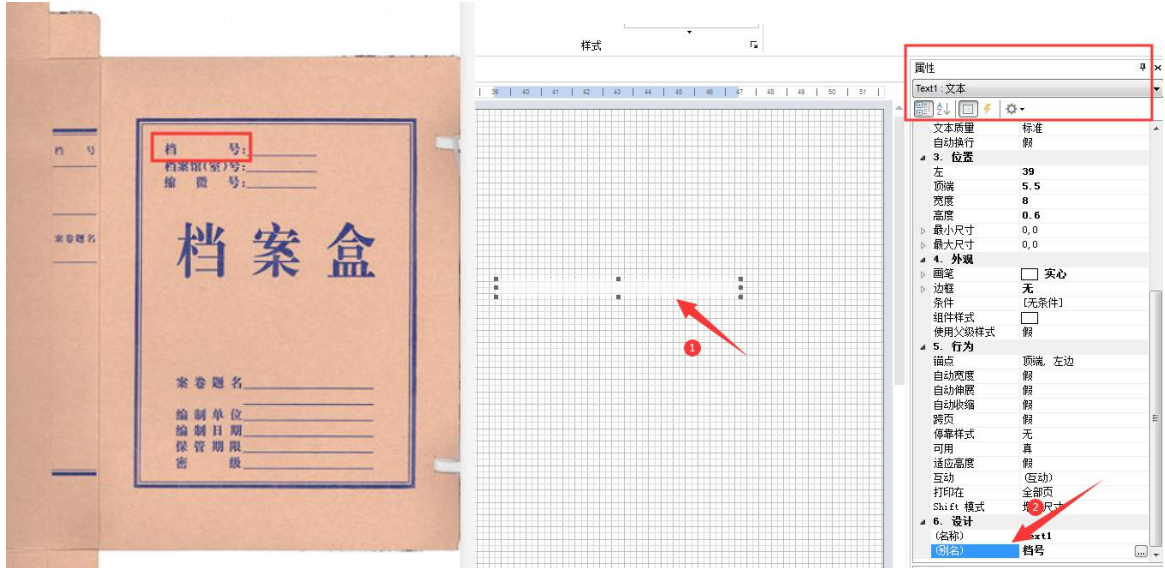 档 号
案卷题名
档 号:
档案馆(室)号:
缩 微 号:
档案盒
案卷题名
编制单位
编制日期
保管期限
密 级
样式
39 40 41 42 43 44 45 46 47 48 49 50 51
1
属性
Text1 : 文本
文本质量 标准
自动换行 假
3. 位置
左 39
顶端 5.5
宽度 8
高度 0.6
最小尺寸 0,0
最大尺寸 0,0
4. 外观
画笔 实心
边框 无
条件 [无条件]
组件样式
使用父级样式 假
5. 行为
锚点 顶端, 左边
自动宽度 假
自动伸展 假
自动收缩 假
跨页 假
停靠样式 无
可用 真
适应高度 假
互动 (互动)
打印在 全部页
Shift 模式
2
6. 设计
(名称) Text1
(别名) 档号